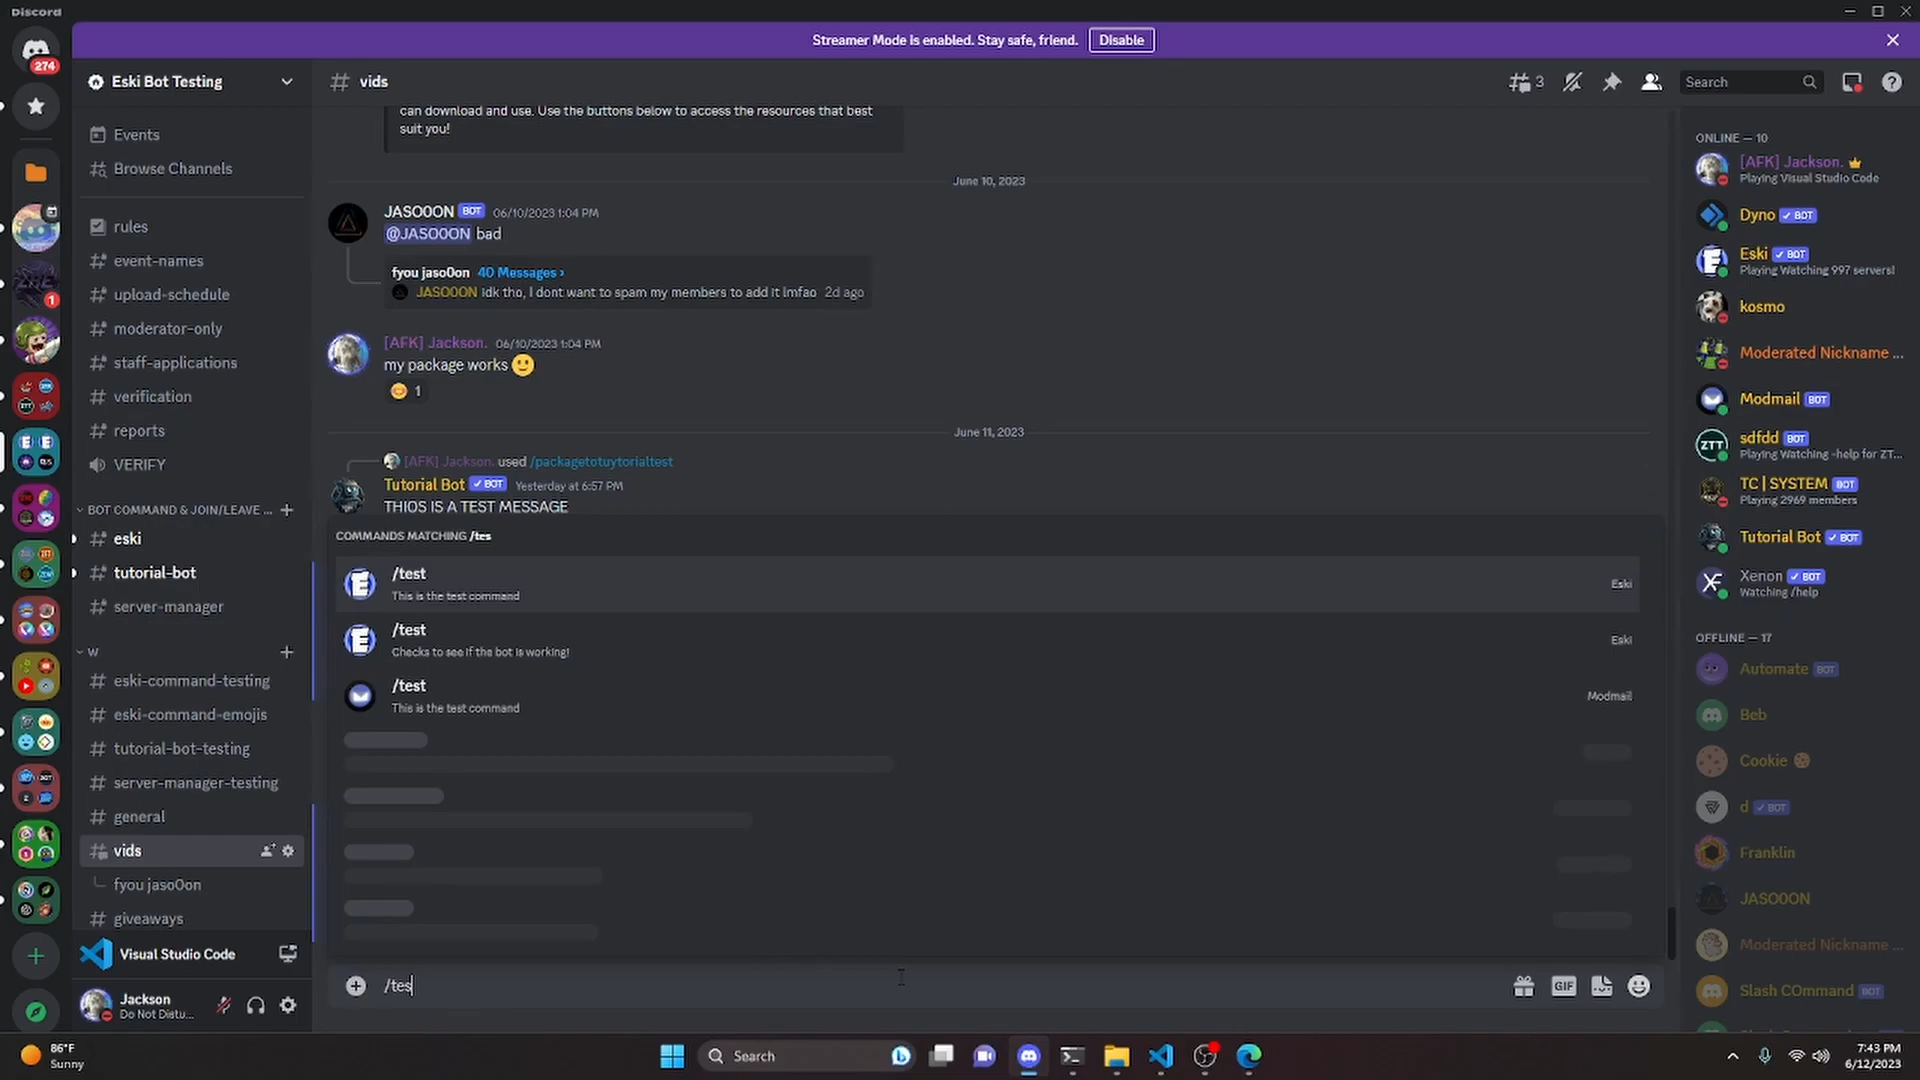 Discord
Streamer Mode is enabled. Stay safe, friend.
Disable
274
Eski Bot Testing
Events
Browse Channels
rules
event-names
upload-schedule
moderator-only
staff-applications
verification
reports
VERIFY
BOT COMMAND & JOIN/LEAVE ...
eski
tutorial-bot
server-manager
W
eski-command-testing
eski-command-emojis
tutorial-bot-testing
server-manager-testing
general
vids
fyou jaso0on
giveaways
Visual Studio Code
Jackson
Do Not Distu...
1
vids
3
Search
can download and use. Use the buttons below to access the resources that best
suit you!
June 10, 2023
JASO0ON BOT 06/10/2023 1:04 PM
@JASO0ON bad
fyou jaso0on 40 Messages ›
JASO0ON idk tho, I dont want to spam my members to add it lmfao 2d ago
[AFK] Jackson. 06/10/2023 1:04 PM
my package works
1
June 11, 2023
[AFK] Jackson. used /packagetotuytorialtest
Tutorial Bot ✓ BOT Yesterday at 6:57 PM
THIOS IS A TEST MESSAGE
COMMANDS MATCHING /tes
/test
This is the test command
Eski
/test
Checks to see if the bot is working!
Eski
/test
This is the test command
Modmail
/tes
GIF
ONLINE — 10
[AFK] Jackson.
Playing Visual Studio Code
Dyno ✓ BOT
Eski ✓ BOT
Playing Watching 997 servers!
kosmo
Moderated Nickname ...
Modmail BOT
sdfdd BOT
Playing Watching -help for ZT...
TC | SYSTEM BOT
Playing 2969 members
Tutorial Bot ✓ BOT
Xenon ✓ BOT
Watching /help
OFFLINE — 17
Automate BOT
Beb
Cookie
d ✓ BOT
Franklin
JASO0ON
Moderated Nickname ...
Slash COmmand BOT
86°F
Sunny
Search
7:43 PM
6/12/2023